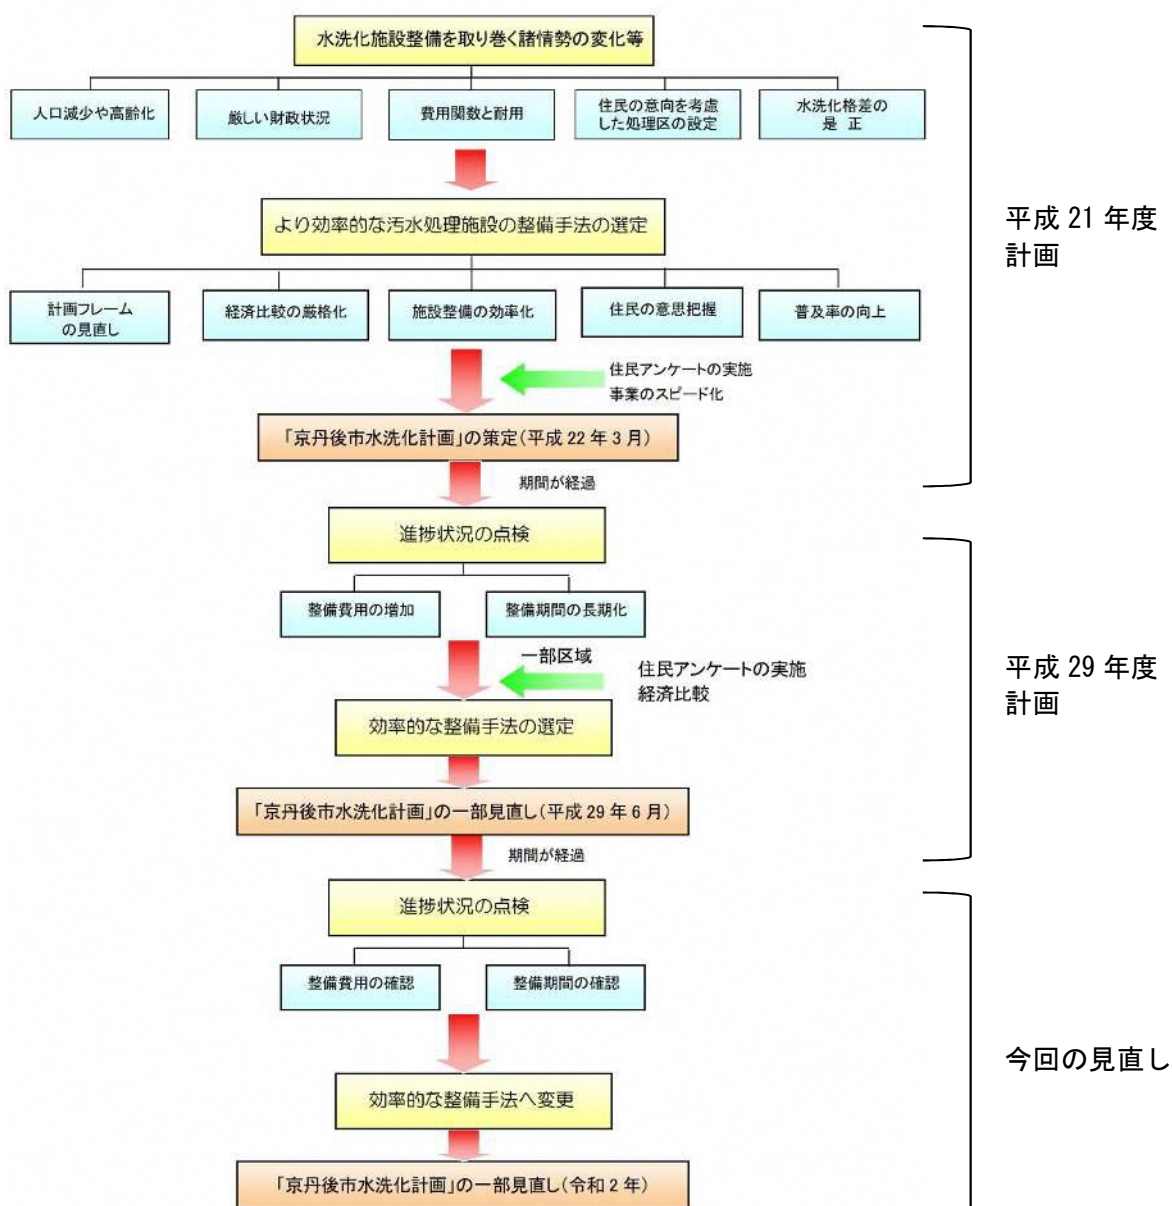 水洗化施設整備を取り巻く諸情勢の変化等
人口減少や高齢化
厳しい財政状況
費用関数と耐用
住民の意向を考慮
した処理区の設定
水洗化格差の
是 正
より効率的な汚水処理施設の整備手法の選定
計画フレーム
の見直し
経済比較の厳格化
施設整備の効率化
住民の意思把握
普及率の向上
住民アンケートの実施
事業のスピード化
「京丹後市水洗化計画」の策定(平成 22 年 3 月)
期間が経過
平成 21 年度
計画
進捗状況の点検
整備費用の増加
整備期間の長期化
一部区域
住民アンケートの実施
経済比較
効率的な整備手法の選定
「京丹後市水洗化計画」の一部見直し(平成 29 年 6 月)
期間が経過
平成 29 年度
計画
進捗状況の点検
整備費用の確認
整備期間の確認
効率的な整備手法へ変更
「京丹後市水洗化計画」の一部見直し(令和 2 年)
今回の見直し